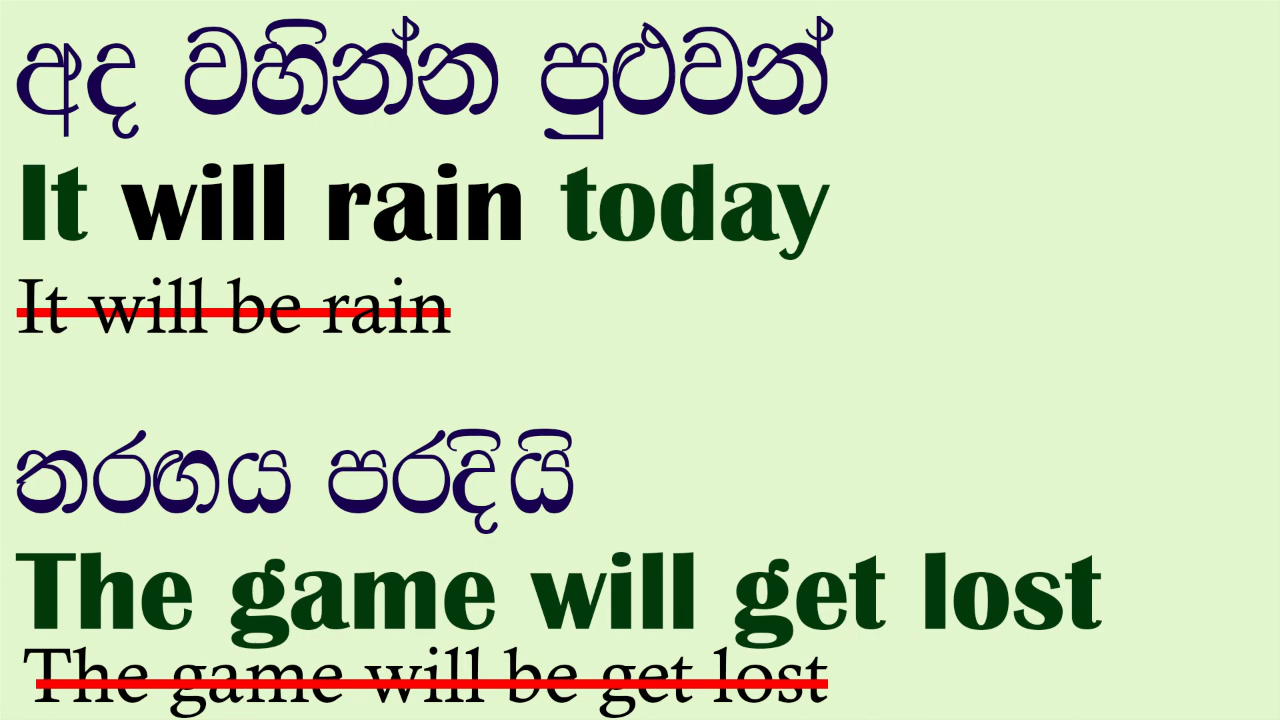 අද වහින්න පුළුවන්
It will rain today
It will be rain
තරඟය පරදියි
The game will get lost
The game will be get lost